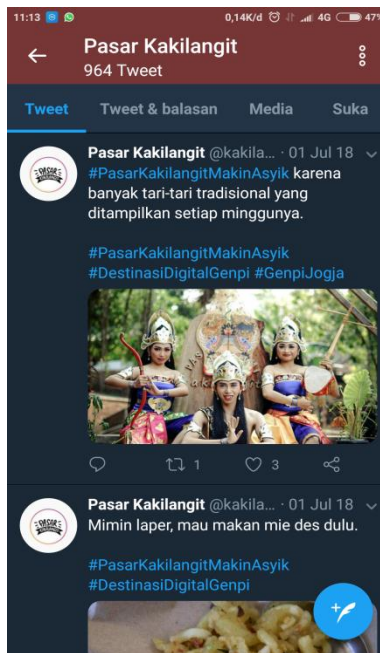 11:13 0,14K/d 4G 47%
Pasar Kakilangit
964 Tweet
Tweet Tweet & balasan Media Suka
Pasar Kakilangit @kakila... · 01 Jul 18
#PasarKakilangitMakinAsyik karena
banyak tari-tari tradisional yang
ditampilkan setiap minggunya.
#PasarKakilangitMakinAsyik
#DestinasiDigitalGenpi #GenpiJogja
1 3
Pasar Kakilangit @kakila... · 01 Jul 18
Mimin laper, mau makan mie des dulu.
#PasarKakilangitMakinAsyik
#DestinasiDigitalGenpi